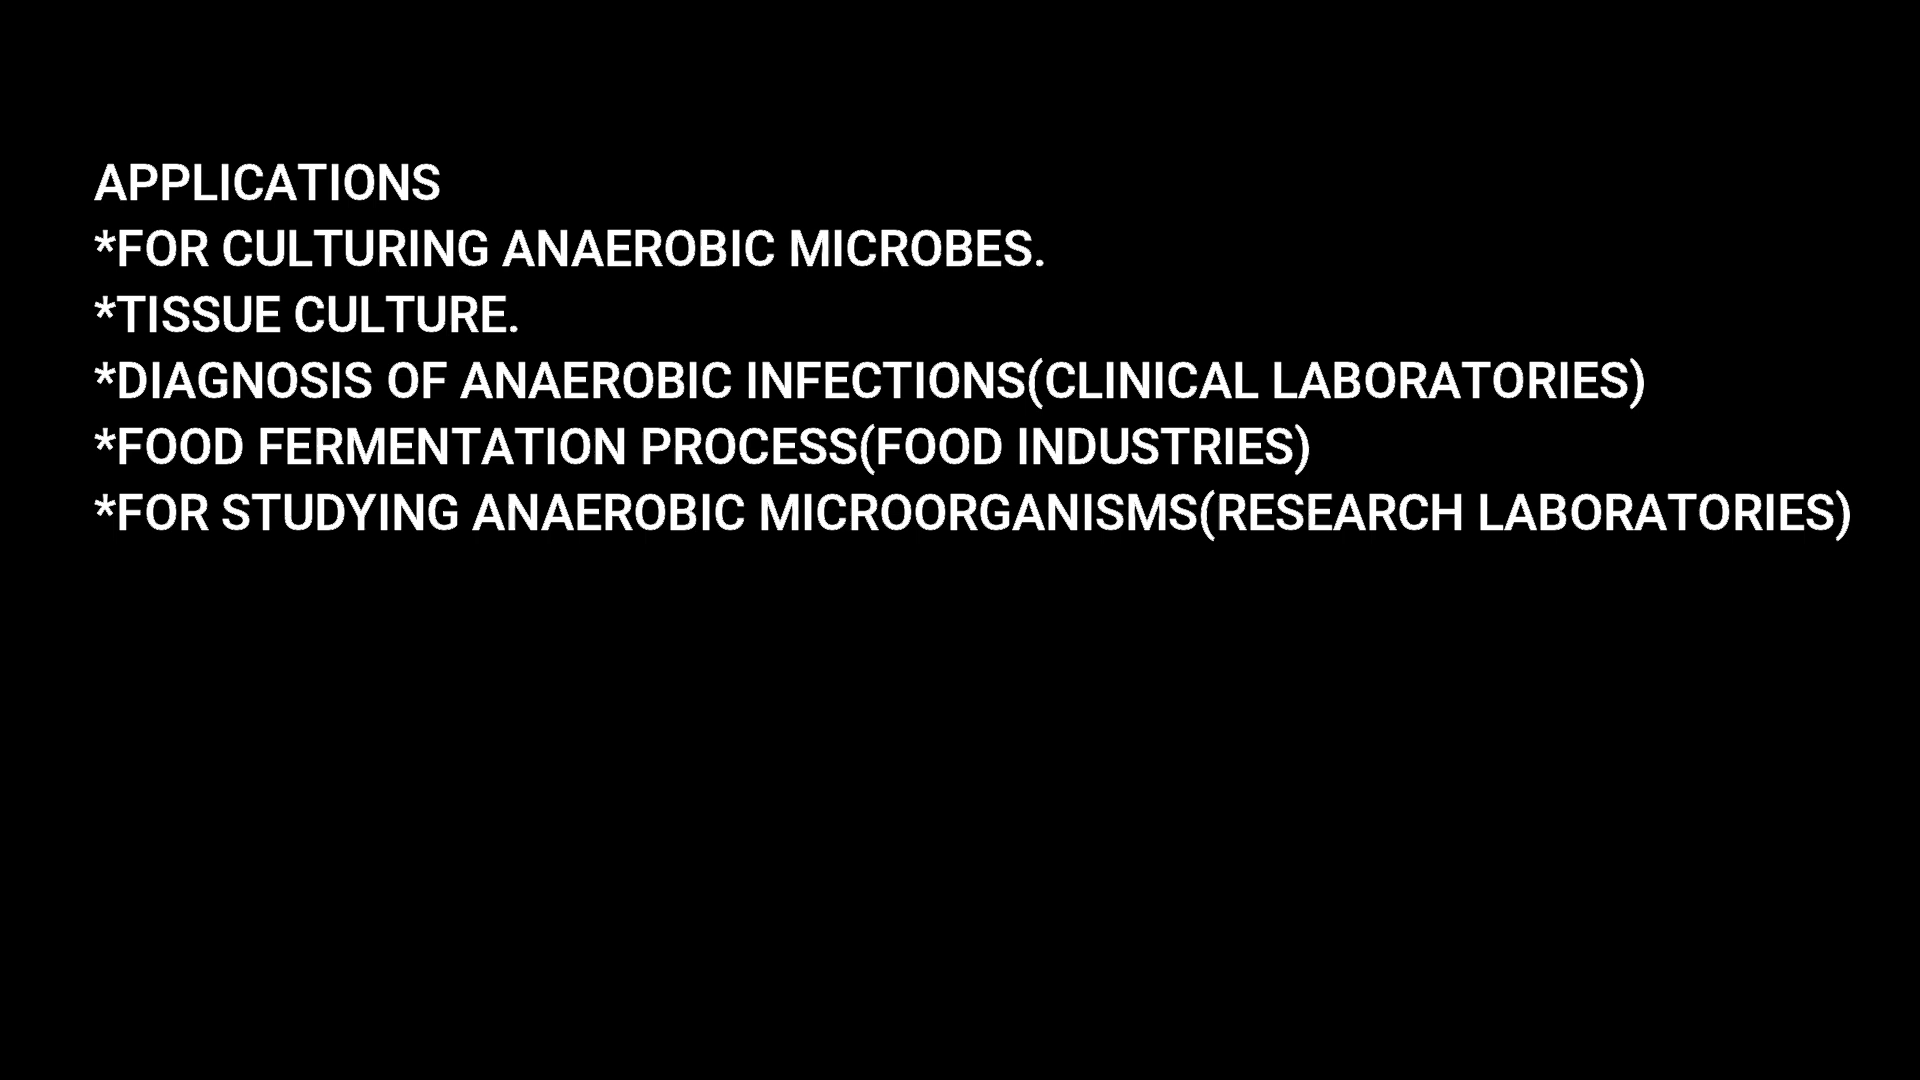 APPLICATIONS
*FOR CULTURING ANAEROBIC MICROBES.
*TISSUE CULTURE.
*DIAGNOSIS OF ANAEROBIC INFECTIONS(CLINICAL LABORATORIES)
*FOOD FERMENTATION PROCESS(FOOD INDUSTRIES)
*FOR STUDYING ANAEROBIC MICROORGANISMS(RESEARCH LABORATORIES)